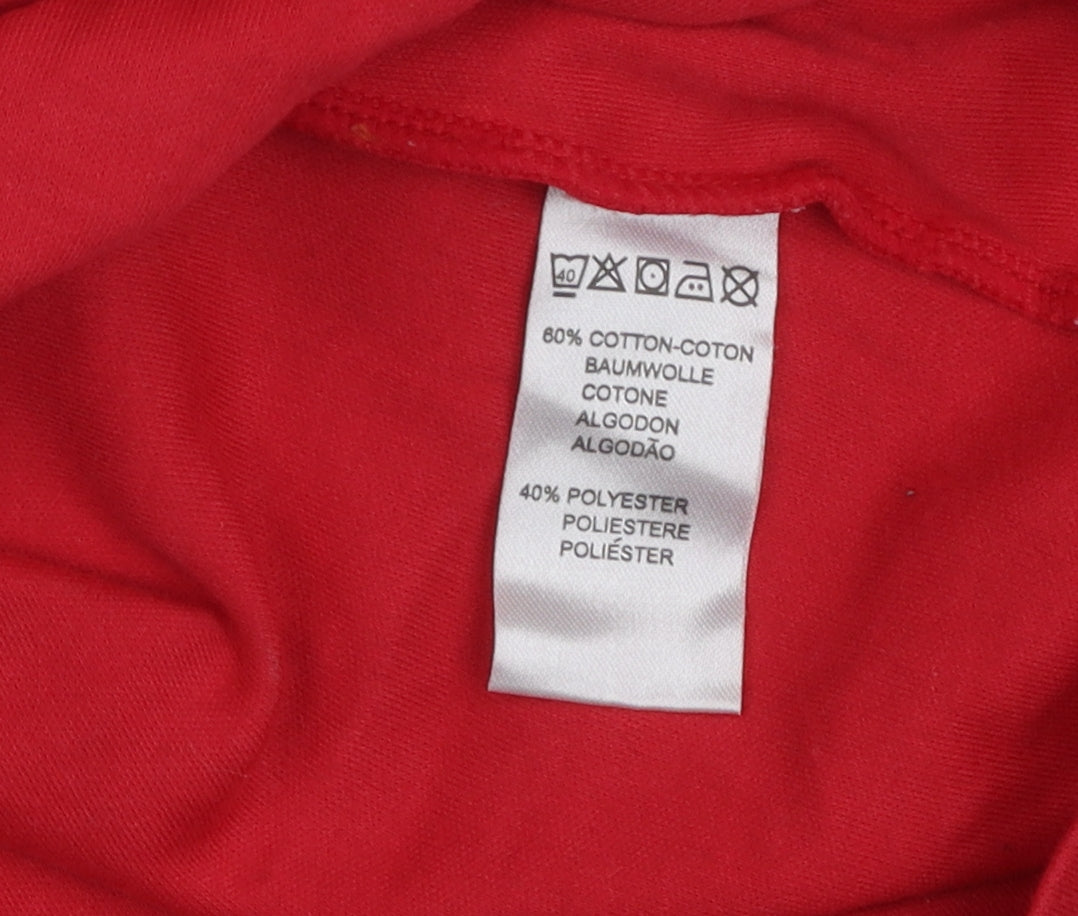 40
60% COTTON-COTON
BAUMWOLLE
COTONE
ALGODON
ALGODÃO
40% POLYESTER
POLIESTERE
POLIÉSTER